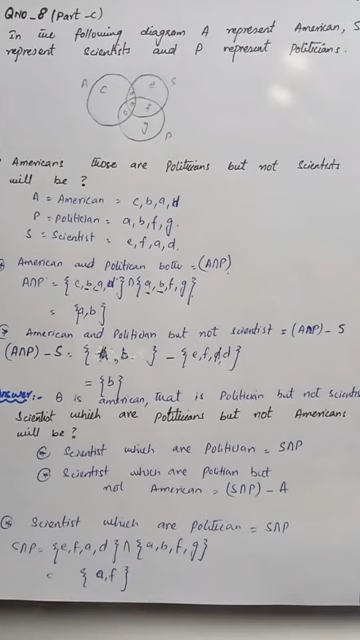 QNO_8 (Part-C)
In the following diagram A represent American, S
represent Scientists and P represent Politicians.
A
c
e
S
f
g
P
Americans those are Politicians but not Scientists
will be?
A = American = c, b, a, d
P = politician = a, b, f, g.
S = Scientist = e, f, a, d.
American and Politican both = (A∩P)
A∩P = {c, b, a, d} ∩ {a, b, f, g}
= {a, b}
American and Politician but not scientist = (A∩P) - S
(A∩P) - S = {a, b } - {e, f, a, d}
= {b}
Answer:- B is american, that is Politician but not scientis
Scientist which are Politicians but not Americans
will be?
Scientist which are Politician = S∩P
Scientist which are Politian but
not American = (S∩P) - A
Scientist which are Politican = S∩P
S∩P = {e, f, a, d} ∩ {a, b, f, g}
= {a, f}